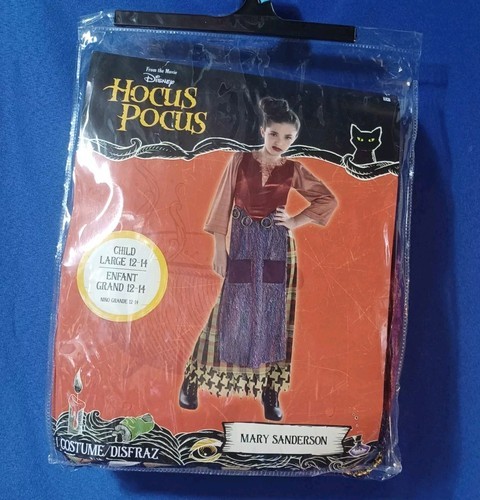 From the Movie
Disney
HOCUS
POCUS
CHILD
LARGE 12-14
ENFANT
GRAND 12-14
NIÑO GRANDE 12-14
MARY SANDERSON
1 COSTUME/DISFRAZ